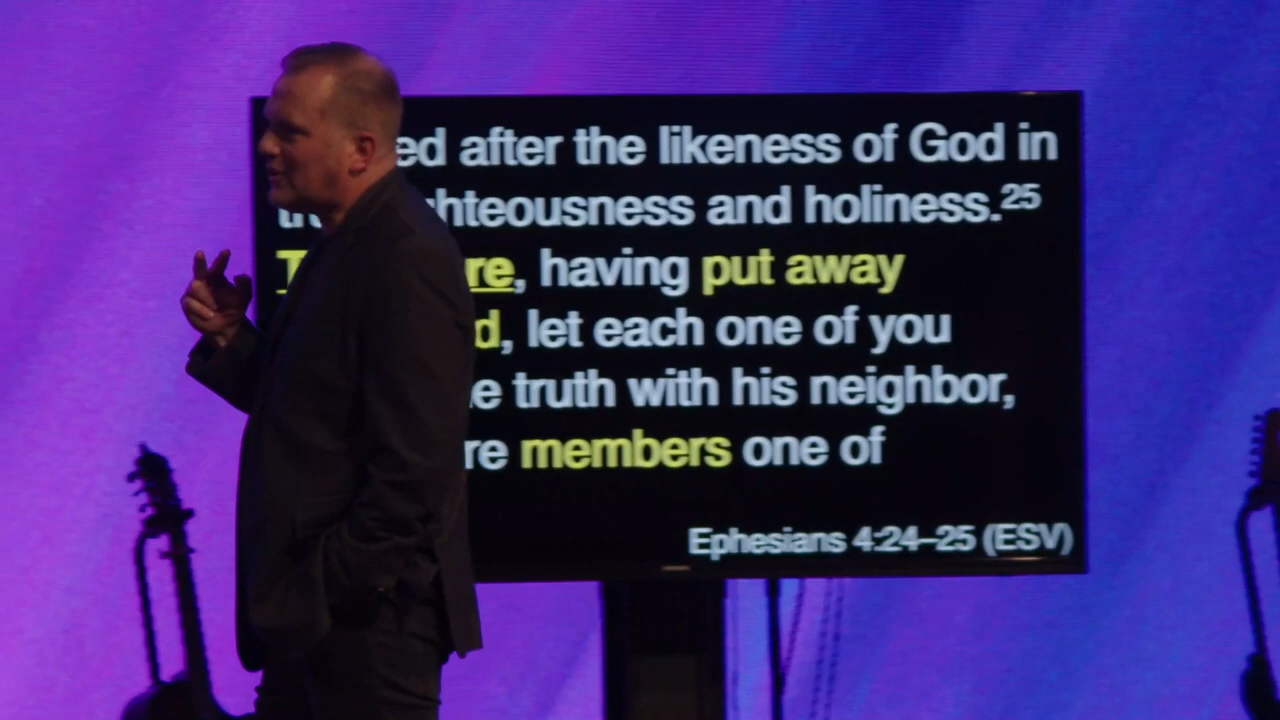 ed after the likeness of God in
hteousness and holiness.²⁵
re, having put away
d, let each one of you
e truth with his neighbor,
re members one of
Ephesians 4:24–25 (ESV)